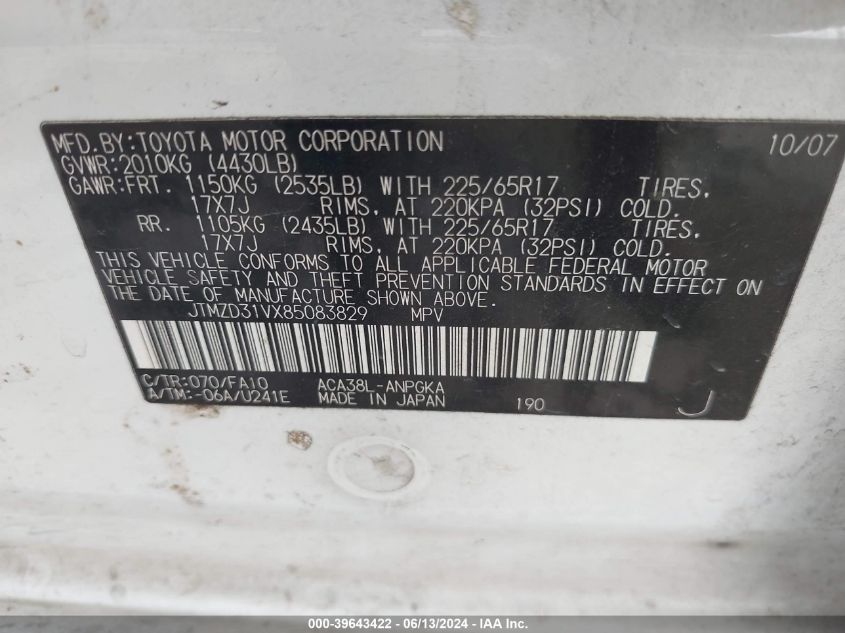 MFD.BY:TOYOTA MOTOR CORPORATION 10/07
GVWR:2010KG (4430LB)
GAWR:FRT. 1150KG (2535LB) WITH 225/65R17 TIRES,
17X7J RIMS, AT 220KPA (32PSI) COLD.
RR. 1105KG (2435LB) WITH 225/65R17 TIRES,
17X7J RIMS, AT 220KPA (32PSI) COLD.
THIS VEHICLE CONFORMS TO ALL APPLICABLE FEDERAL MOTOR
VEHICLE SAFETY AND THEFT PREVENTION STANDARDS IN EFFECT ON
THE DATE OF MANUFACTURE SHOWN ABOVE.
JTMZD31VX85083829 MPV
C/TR:070/FA10 ACA38L-ANPGKA
A/TM:-06A/U241E MADE IN JAPAN 190 J
000-39643422 - 06/13/2024 - IAA Inc.